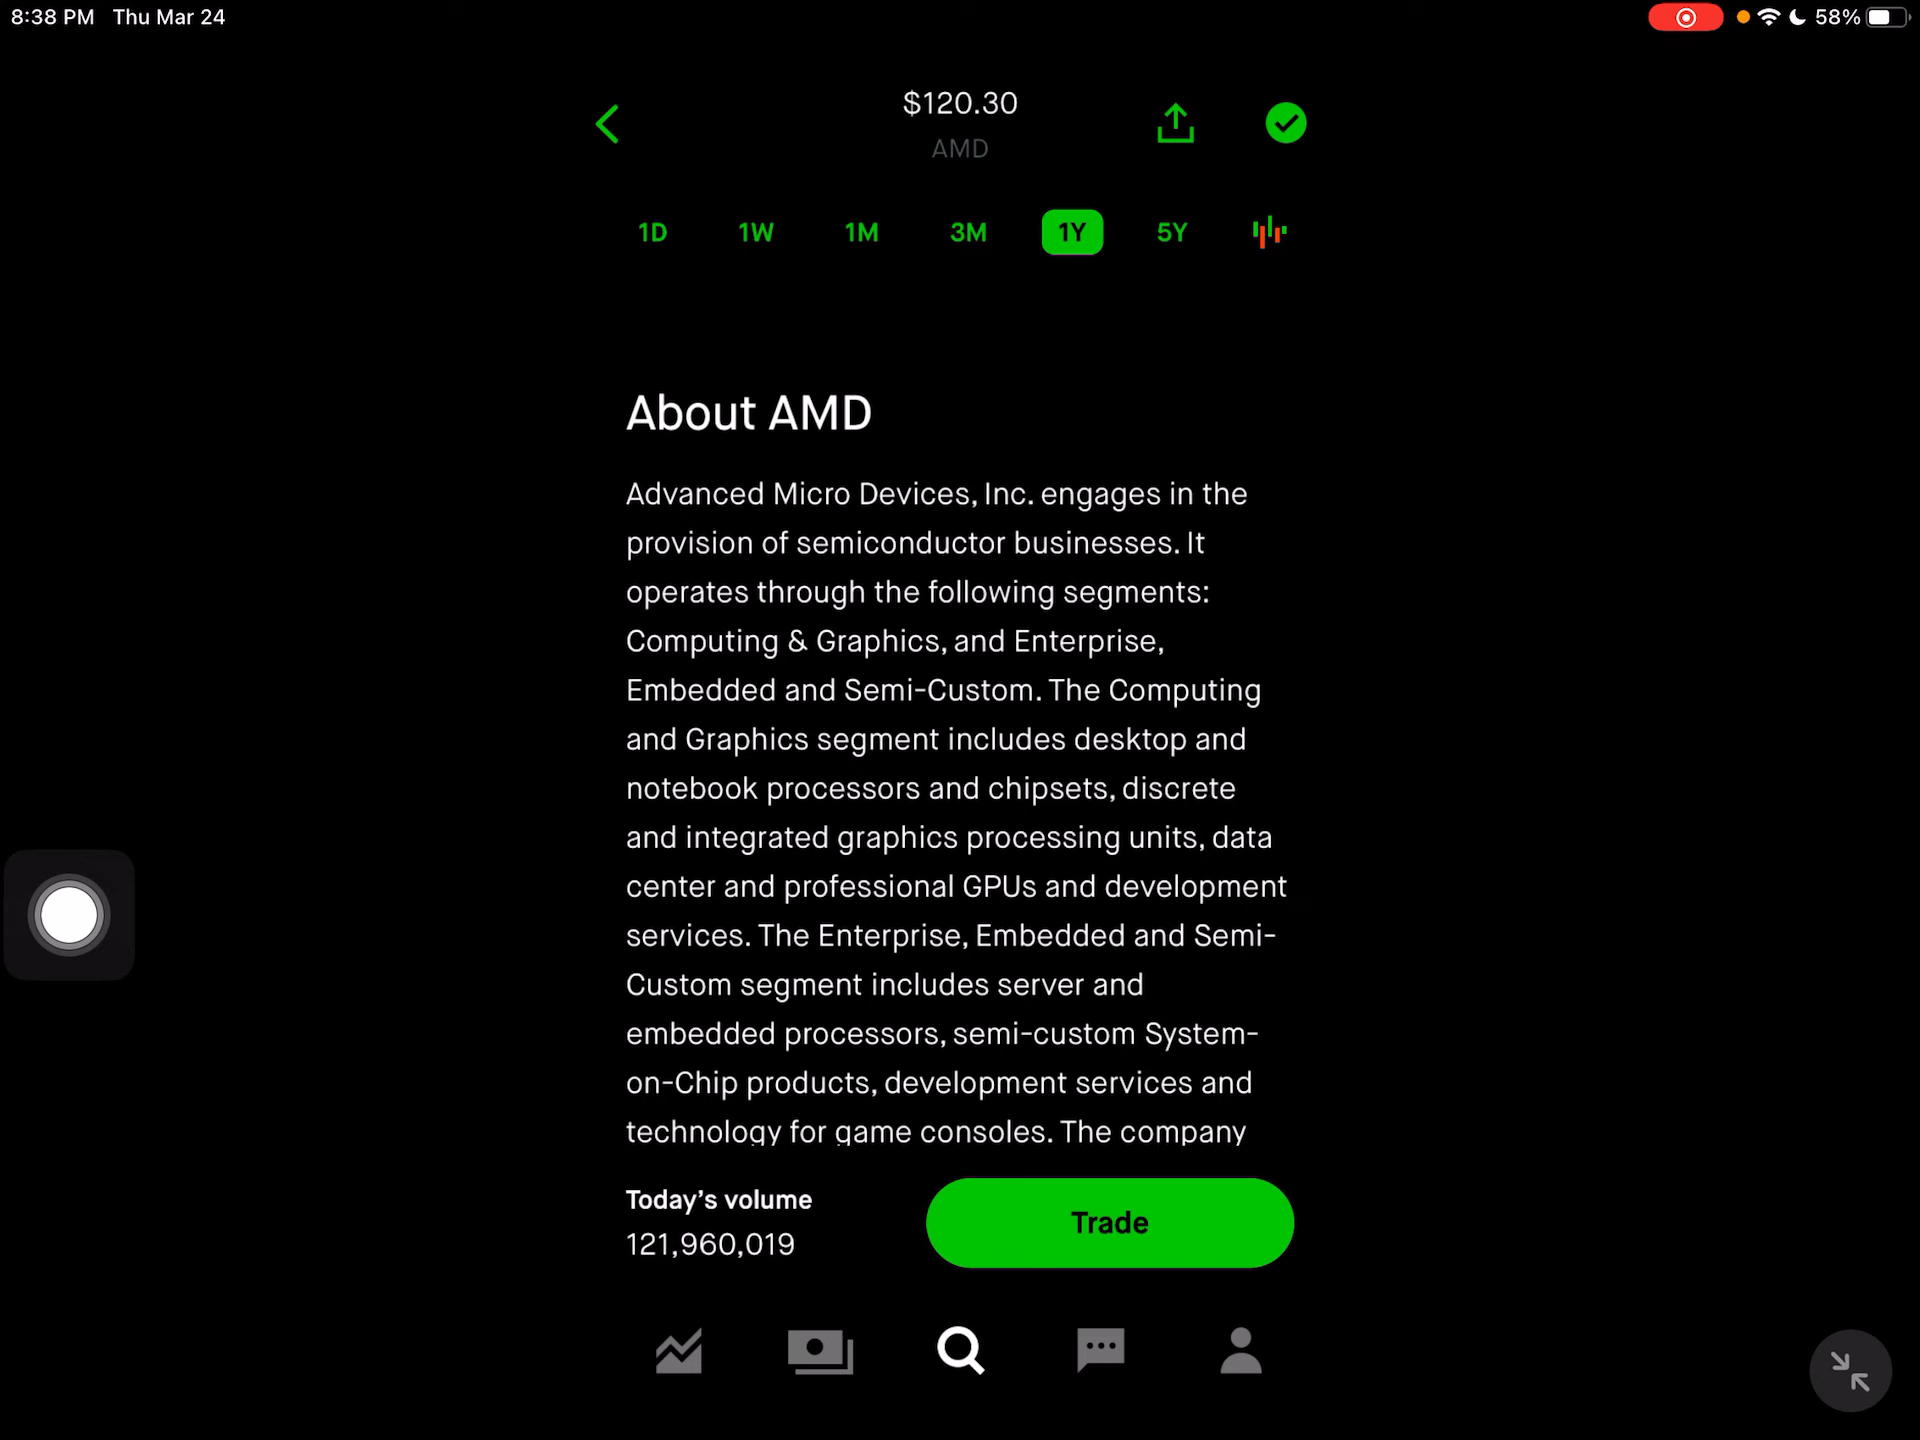 8:38 PM Thu Mar 24
58%
$120.30
AMD
1D 1W 1M 3M 1Y 5Y
About AMD
Advanced Micro Devices, Inc. engages in the
provision of semiconductor businesses. It
operates through the following segments:
Computing & Graphics, and Enterprise,
Embedded and Semi-Custom. The Computing
and Graphics segment includes desktop and
notebook processors and chipsets, discrete
and integrated graphics processing units, data
center and professional GPUs and development
services. The Enterprise, Embedded and Semi-
Custom segment includes server and
embedded processors, semi-custom System-
on-Chip products, development services and
technology for game consoles. The company
Today's volume
121,960,019
Trade